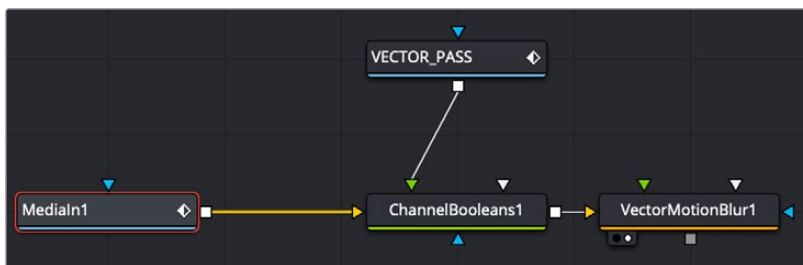 VECTOR_PASS
MediaIn1
ChannelBooleans1
VectorMotionBlur1